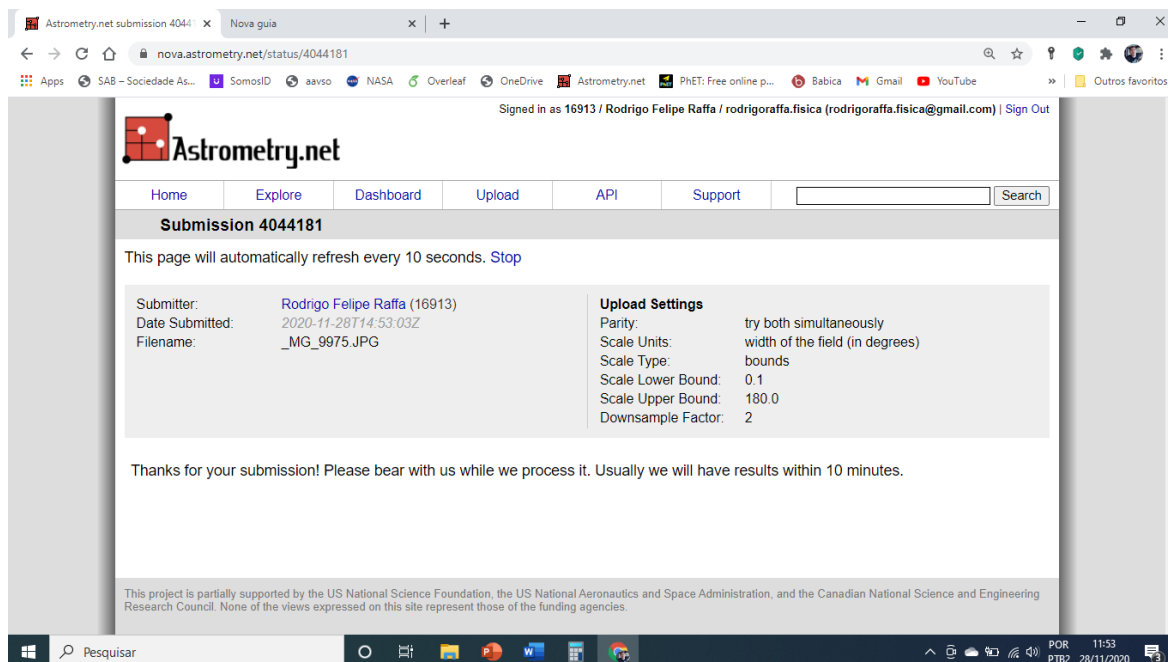 Astrometry.net submission 4044
Nova guia
nova.astrometry.net/status/4044181
Apps SAB – Sociedade As... SomosID aavso NASA Overleaf OneDrive Astrometry.net PhET: Free online p... Babica Gmail YouTube » Outros favoritos
Signed in as 16913 / Rodrigo Felipe Raffa / rodrigoraffa.fisica (rodrigoraffa.fisica@gmail.com) | Sign Out
Astrometry.net
Home Explore Dashboard Upload API Support Search
Submission 4044181
This page will automatically refresh every 10 seconds. Stop
Submitter: Rodrigo Felipe Raffa (16913)
Date Submitted: 2020-11-28T14:53:03Z
Filename: _MG_9975.JPG
Upload Settings
Parity: try both simultaneously
Scale Units: width of the field (in degrees)
Scale Type: bounds
Scale Lower Bound: 0.1
Scale Upper Bound: 180.0
Downsample Factor: 2
Thanks for your submission! Please bear with us while we process it. Usually we will have results within 10 minutes.
This project is partially supported by the US National Science Foundation, the US National Aeronautics and Space Administration, and the Canadian National Science and Engineering
Research Council. None of the views expressed on this site represent those of the funding agencies.
Pesquisar
POR 11:53
PTB2 28/11/2020